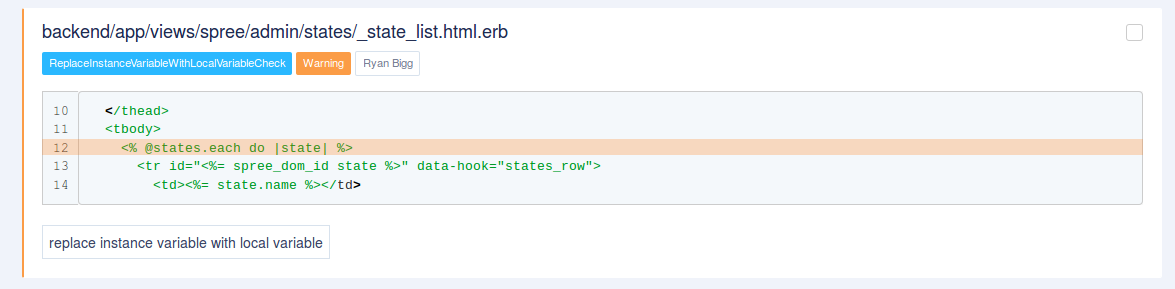 backend/app/views/spree/admin/states/_state_list.html.erb
ReplaceInstanceVariableWithLocalVariableCheck Warning Ryan Bigg
10 </thead>
11 <tbody>
12 <% @states.each do |state| %>
13 <tr id="<%= spree_dom_id state %>" data-hook="states_row">
14 <td><%= state.name %></td>
replace instance variable with local variable